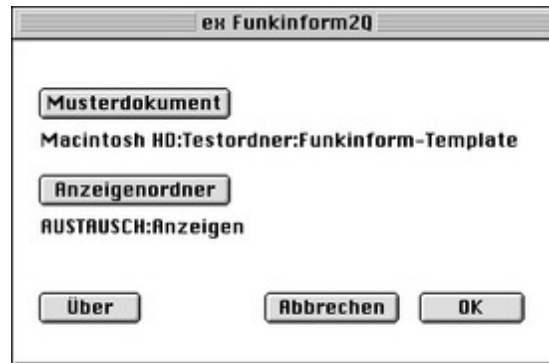 ex Funkinform2Q
Musterdokument
Macintosh HD:Testordner:Funkinform-Template
Anzeigenordner
AUSTAUSCH:Anzeigen
Über Abbrechen OK